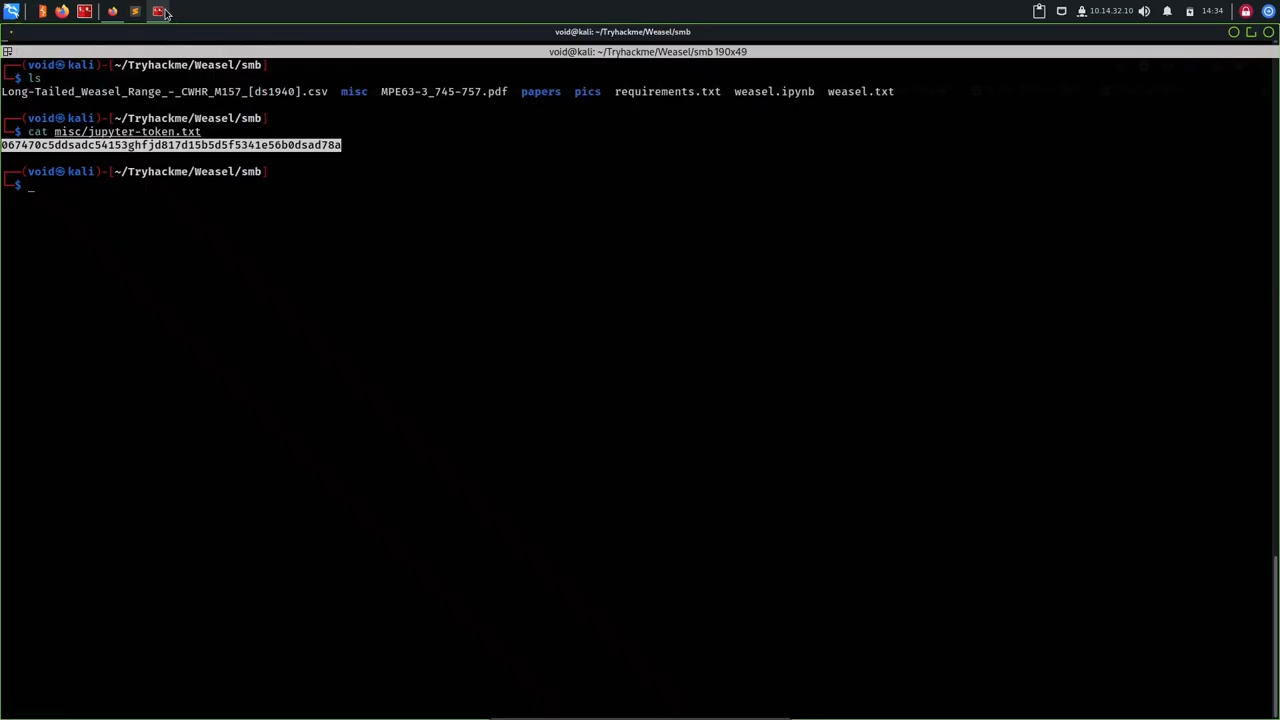 10.14.32.10 14:34
void@kali: ~/Tryhackme/Weasel/smb
void@kali: ~/Tryhackme/Weasel/smb 190x49
┌──(void㉿kali)-[~/Tryhackme/Weasel/smb]
└─$ ls
Long-Tailed_Weasel_Range_-_CWHR_M157_[ds1940].csv misc MPE63-3_745-757.pdf papers pics requirements.txt weasel.ipynb weasel.txt
┌──(void㉿kali)-[~/Tryhackme/Weasel/smb]
└─$ cat misc/jupyter-token.txt
067470c5ddsadc54153ghfjd817d15b5d5f5341e56b0dsad78a
┌──(void㉿kali)-[~/Tryhackme/Weasel/smb]
└─$ _